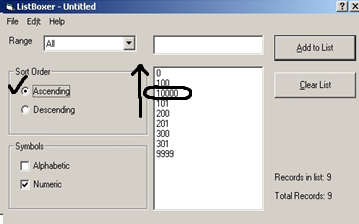 ListBoxer - Untitled
File Edit Help
Range All Add to List
Sort Order
Ascending
Descending
Symbols
Alphabetic
Numeric
0
100
10000
101
200
201
300
301
9999
Clear List
Records in list: 9
Total Records: 9